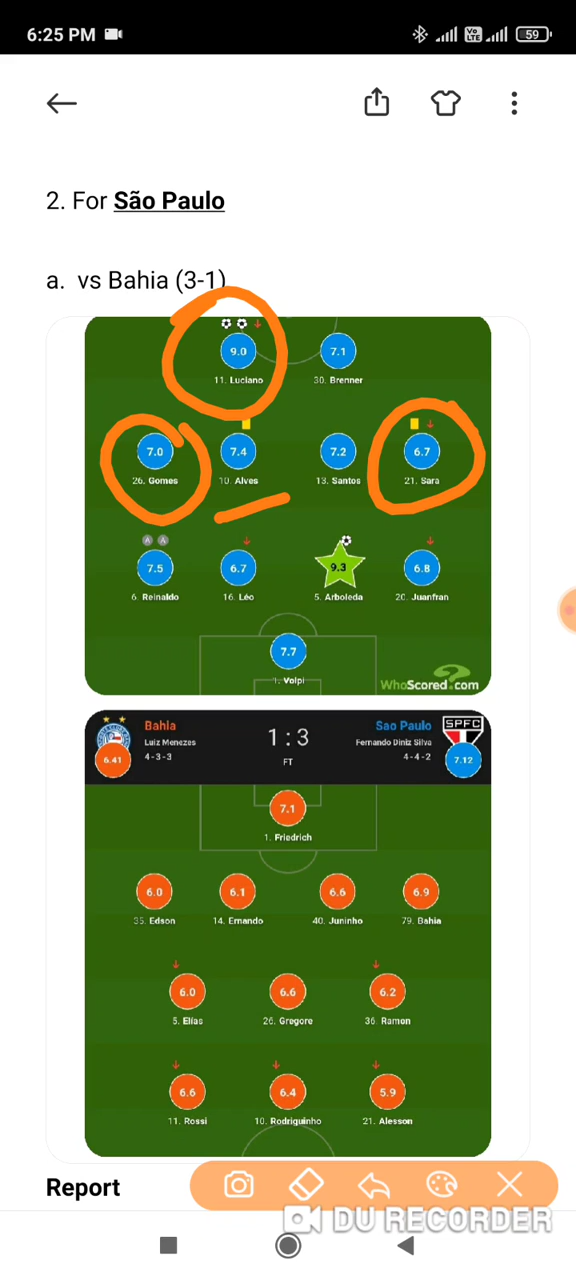 6:25 PM
Vo LTE
59
2. For São Paulo
a. vs Bahia (3-1)
9.0
7.1
11. Luciano
30. Brenner
7.0
7.4
7.2
6.7
26. Gomes
10. Alves
13. Santos
21. Sara
A A
7.5
6.7
9.3
6.8
6. Reinaldo
16. Léo
5. Arboleda
20. Juanfran
7.7
1. Volpi
WhoScored.com
Bahia
Luiz Menezes
4-3-3
6.41
1 : 3
FT
Sao Paulo
Fernando Diniz Silva
4-4-2
SPFC
7.12
7.1
1. Friedrich
6.0
6.1
6.6
6.9
35. Edson
14. Ernando
40. Juninho
79. Bahia
6.0
6.6
6.2
5. Elias
26. Gregore
36. Ramon
6.6
6.4
5.9
11. Rossi
10. Rodriguinho
21. Alesson
Report
DU RECORDER